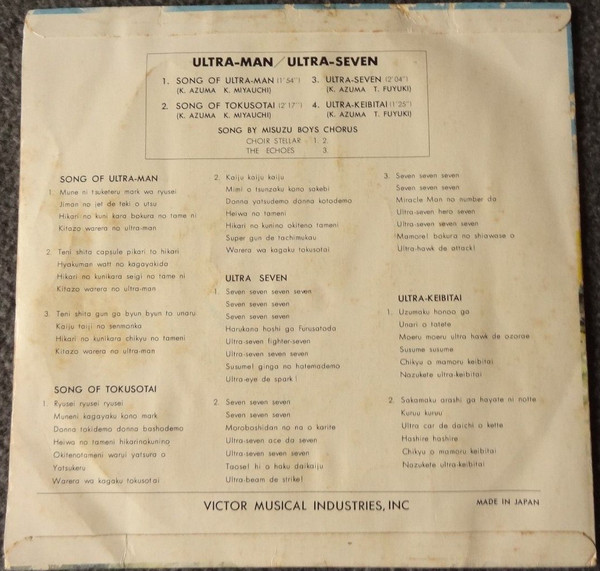 ULTRA-MAN/ULTRA-SEVEN
1. SONG OF ULTRA-MAN (1'54")
(K. AZUMA K. MIYAUCHI)
2. SONG OF TOKUSOTAI (2'17")
(K. AZUMA K. MIYAUCHI)
3. ULTRA-SEVEN (2'04")
(K. AZUMA T. FUYUKI)
4. ULTRA-KEIBITAI (1'25")
(K. AZUMA T. FUYUKI)
SONG BY MISUZU BOYS CHORUS
CHOIR STELLAR 1. 2.
THE ECHOES 3.
SONG OF ULTRA-MAN
1. Mune ni tsuketeru mark wa ryusei
Jiman no jet de teki o utsu
Hikari no kuni kara bokura no tame ni
Kitazo warera no ultra-man
2. Teni shita capsule pikari to hikari
Hyakuman watt no kagayakida
Hikari no kunikara seigi no tame ni
Kitazo warera no ultra-man
3. Teni shita gun ga byun byun to unaru
Kaiju taiji no senmonka
Hikari no kunikara chikyu no tameni
Kitazo warera no ultra-man
SONG OF TOKUSOTAI
1. Ryusei ryusei ryusei
Muneni kagayaku kono mark
Donna tokidemo donna bashodemo
Heiwa no tameni hikarinokunino
Okitenotameni warui yatsura o
Yatsukeru
Warera wa kagaku tokusotai
2. Kaiju kaiju kaiju
Mimi o tsunzaku kono sakebi
Donna yatsudemo donna kotodemo
Heiwa no tameni
Hikari no kunino okiteno tameni
Super gun de tachimukau
Warera wa kagaku tokusotai
ULTRA SEVEN
1. Seven seven seven seven
Seven seven seven
Seven seven seven
Harukana hoshi ga furusatoda
Ultra-seven fighter-seven
Ultra-seven seven seven
Susume! ginga no hatemademo
Ultra-eye de spark!
2. Seven seven seven
Seven seven seven
Moroboshidan no na o karite
Ultra-seven ace da seven
Ultra-seven seven seven
Taose! hi o haku daikaiju
Ultra-beam de strike!
3. Seven seven seven
Seven seven seven
Miracle Man no number da
Ultra-seven hero seven
Ultra-seven seven seven
Mamore! bokura no shiawase o
Ultra-hawk de attack!
ULTRA-KEIBITAI
1. Uzumaku honoo ga
Unari o tatete
Moeru moeru ultra hawk de ozorae
Susume susume
Chikyu o mamoru keibitai
Nazukete ultra-keibitai
2. Sakamaku arashi ga hayate ni notte
Kuruu kuruu
Ultra car de daichi o kette
Hashire hashire
Chikyu o mamoru keibitai
Nazukete ultra-keibitai
VICTOR MUSICAL INDUSTRIES, INC
MADE IN JAPAN